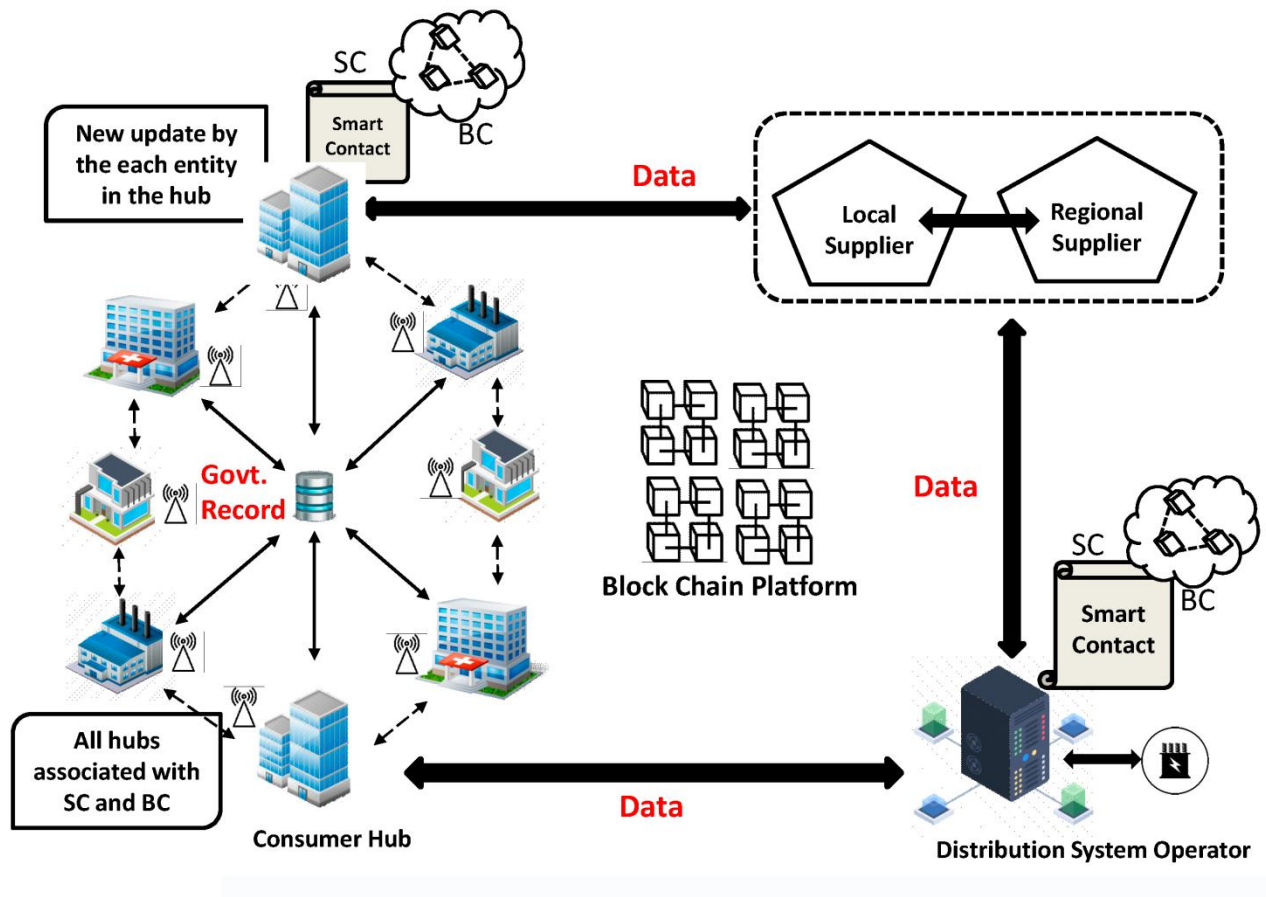 SC
BC
Smart
Contact
New update by
the each entity
in the hub
Data
Local
Supplier
Regional
Supplier
Govt.
Record
Block Chain Platform
Data
SC
BC
Smart
Contact
All hubs
associated with
SC and BC
Data
Consumer Hub
Distribution System Operator